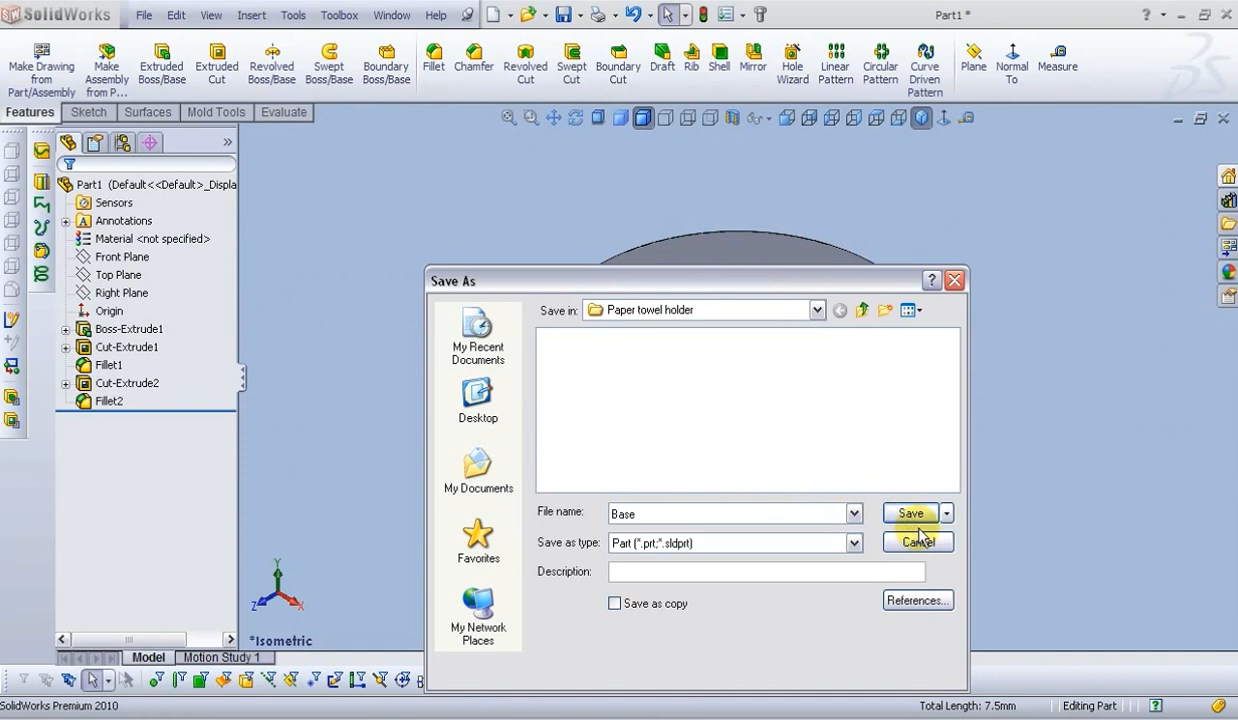 SolidWorks File Edit View Insert Tools Toolbox Window Help Part1 *
Make Drawing from Part/Assembly
Make Assembly from P...
Extruded Boss/Base
Extruded Cut
Revolved Boss/Base
Swept Boss/Base
Boundary Boss/Base
Fillet
Chamfer
Revolved Cut
Swept Cut
Boundary Cut
Draft
Rib
Shell
Mirror
Hole Wizard
Linear Pattern
Circular Pattern
Curve Driven Pattern
Plane
Normal To
Measure
Features Sketch Surfaces Mold Tools Evaluate
Part1 (Default<<Default>_Displa
Sensors
Annotations
Material <not specified>
Front Plane
Top Plane
Right Plane
Origin
Boss-Extrude1
Cut-Extrude1
Fillet1
Cut-Extrude2
Fillet2
Save As
Save in: Paper towel holder
My Recent Documents
Desktop
My Documents
Favorites
My Network Places
File name: Base Save
Save as type: Part (*.prt;*.sldprt) Cancel
Description:
Save as copy References...
Y
Z X
*Isometric
Model Motion Study 1
SolidWorks Premium 2010 Total Length: 7.5mm Editing Part